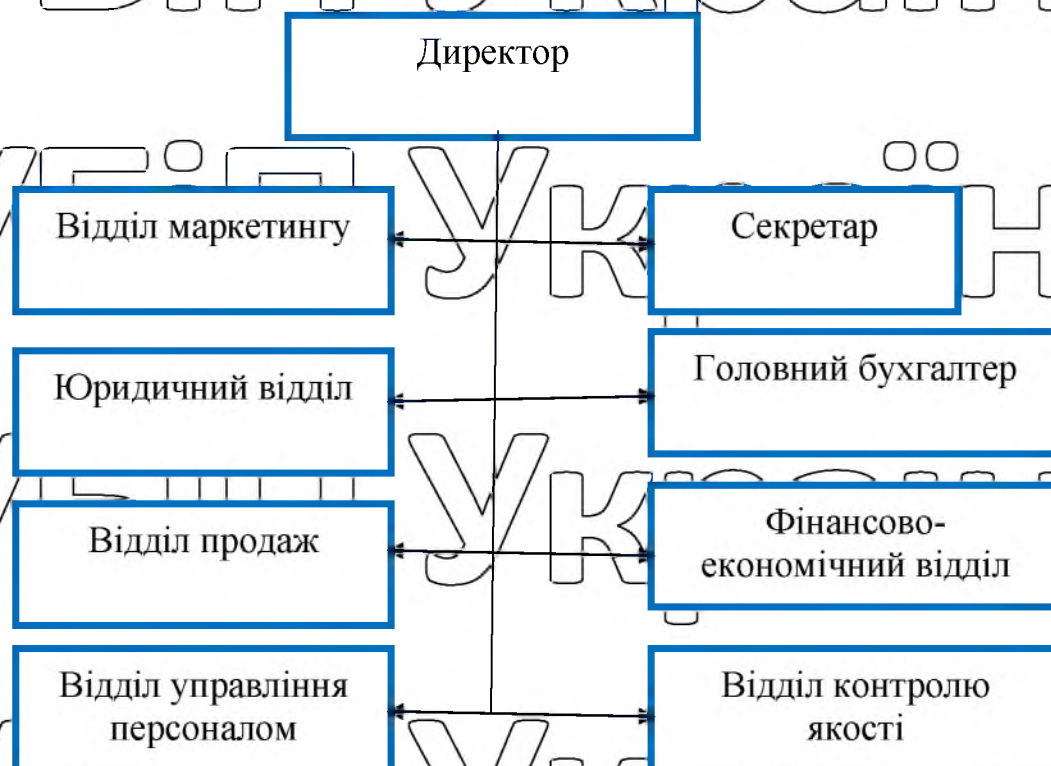 Директор
Відділ маркетингу
Секретар
Юридичний відділ
Головний бухгалтер
Відділ продаж
Фінансово-
економічний відділ
Відділ управління
персоналом
Відділ контролю
якості